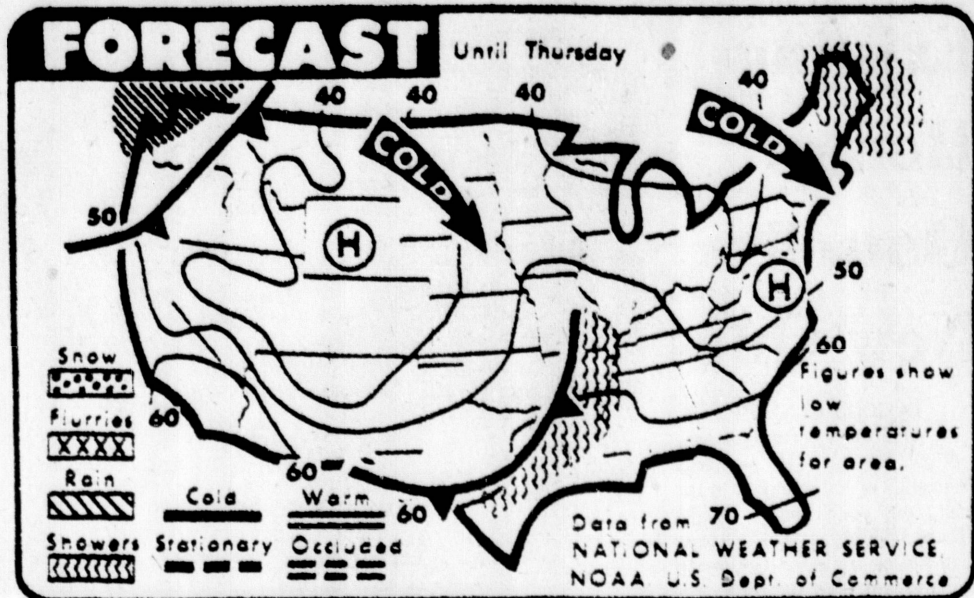 FORECAST Until Thursday
40 40 40 40
COLD COLD
50
H
H
50
60
Figures show
low
temperatures
for area.
Snow
Flurries
XXXX
Rain
Showers
60
60
60
70
Cold Warm
Stationary Occluded
Data from
NATIONAL WEATHER SERVICE,
NOAA, U.S. Dept. of Commerce